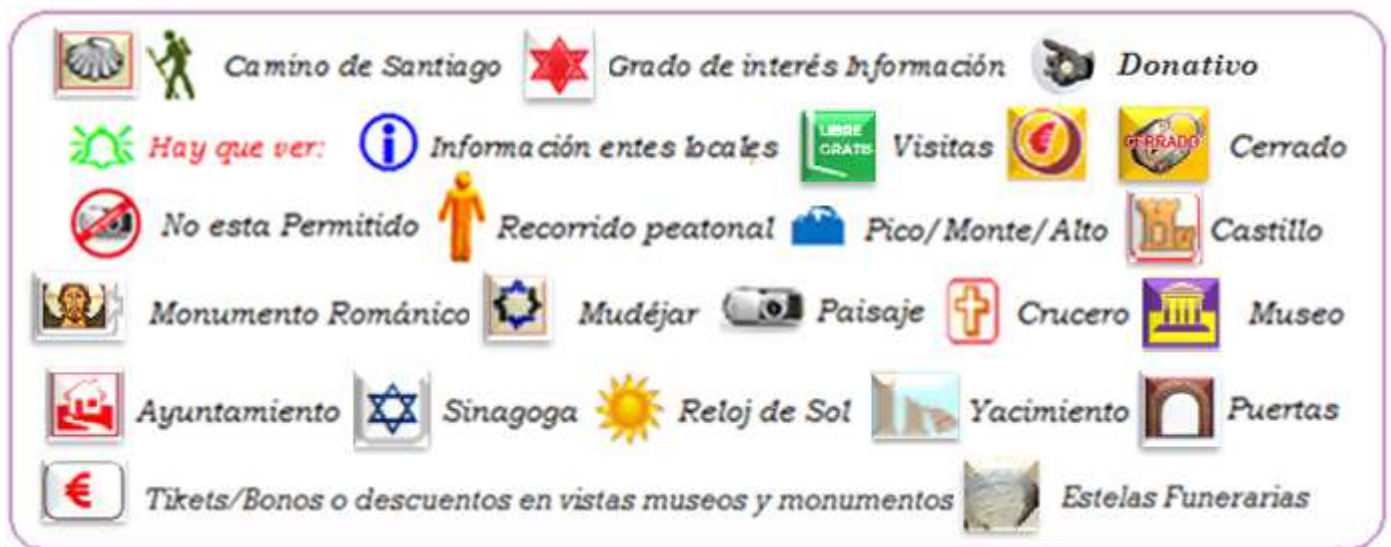 Camino de Santiago Grado de interés Información Donativo
Hay que ver: Información entes locales LIBRE GRATIS Visitas € CERRADO Cerrado
No esta Permitido Recorrido peatonal Pico/Monte/Alto Castillo
Monumento Románico Mudéjar Paisaje Crucero Museo
Ayuntamiento Sinagoga Reloj de Sol Yacimiento Puertas
€ Tikets/Bonos o descuentos en vistas museos y monumentos Estelas Funerarias